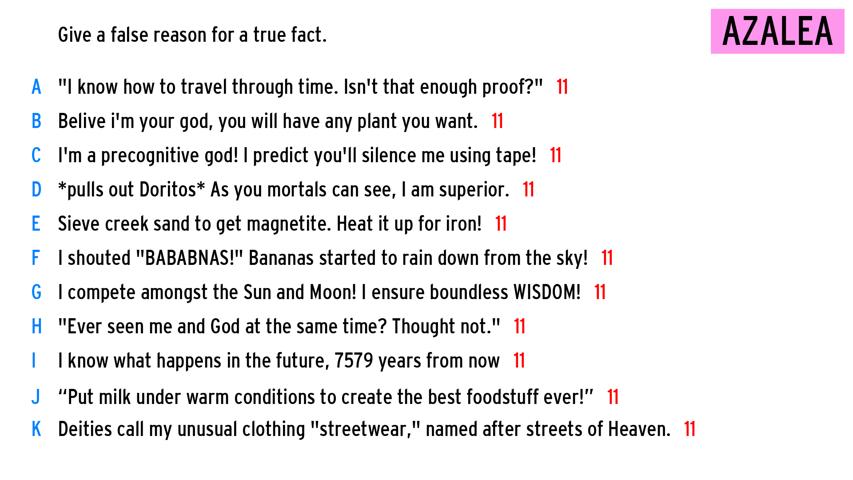 Give a false reason for a true fact.
AZALEA
A "I know how to travel through time. Isn't that enough proof?" 11
B Belive i'm your god, you will have any plant you want. 11
C I'm a precognitive god! I predict you'll silence me using tape! 11
D *pulls out Doritos* As you mortals can see, I am superior. 11
E Sieve creek sand to get magnetite. Heat it up for iron! 11
F I shouted "BABABNAS!" Bananas started to rain down from the sky! 11
G I compete amongst the Sun and Moon! I ensure boundless WISDOM! 11
H "Ever seen me and God at the same time? Thought not." 11
I I know what happens in the future, 7579 years from now 11
J “Put milk under warm conditions to create the best foodstuff ever!” 11
K Deities call my unusual clothing "streetwear," named after streets of Heaven. 11